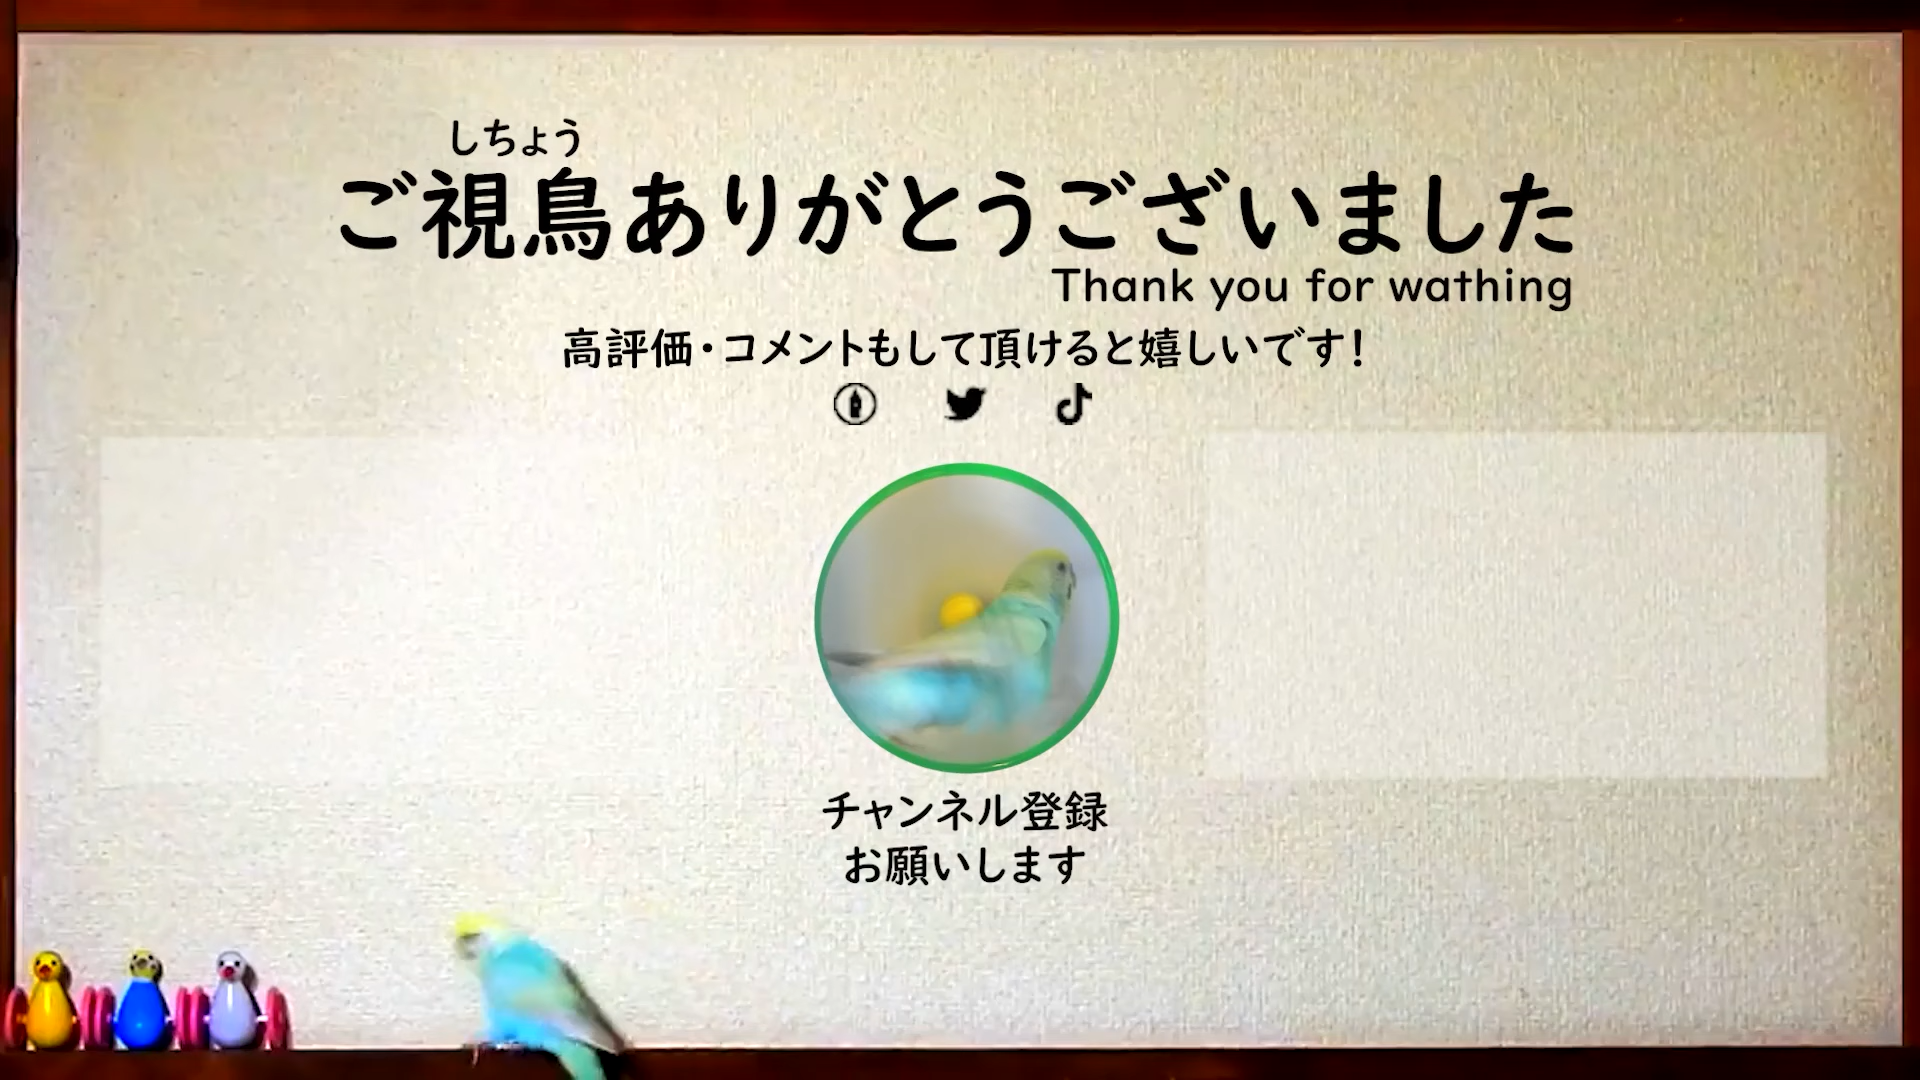 しちょう
ご視鳥ありがとうございました
Thank you for wathing
高評価・コメントもして頂けると嬉しいです!
チャンネル登録
お願いします